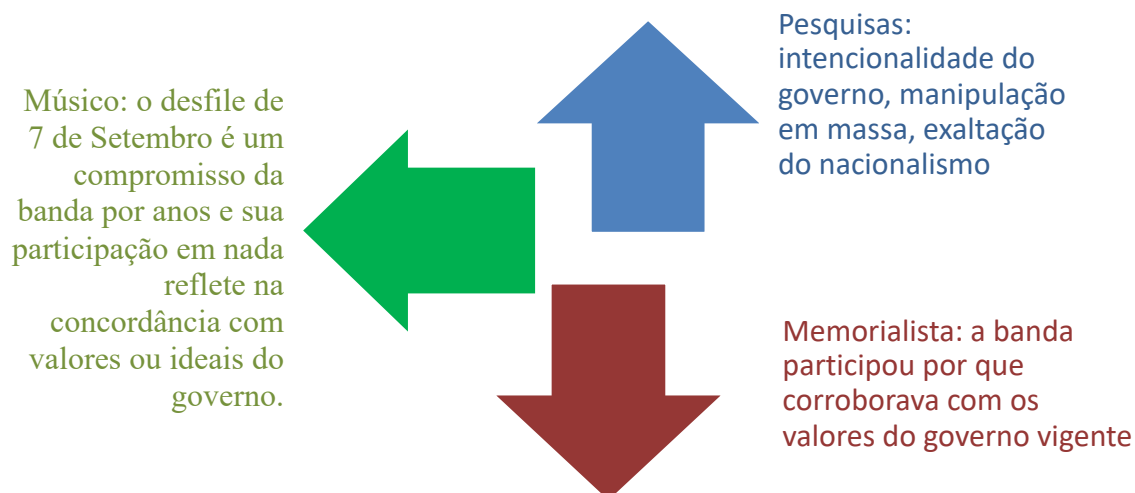 Músico: o desfile de
7 de Setembro é um
compromisso da
banda por anos e sua
participação em nada
reflete na
concordância com
valores ou ideais do
governo.
Pesquisas:
intencionalidade do
governo, manipulação
em massa, exaltação
do nacionalismo
Memorialista: a banda
participou por que
corroborava com os
valores do governo vigente